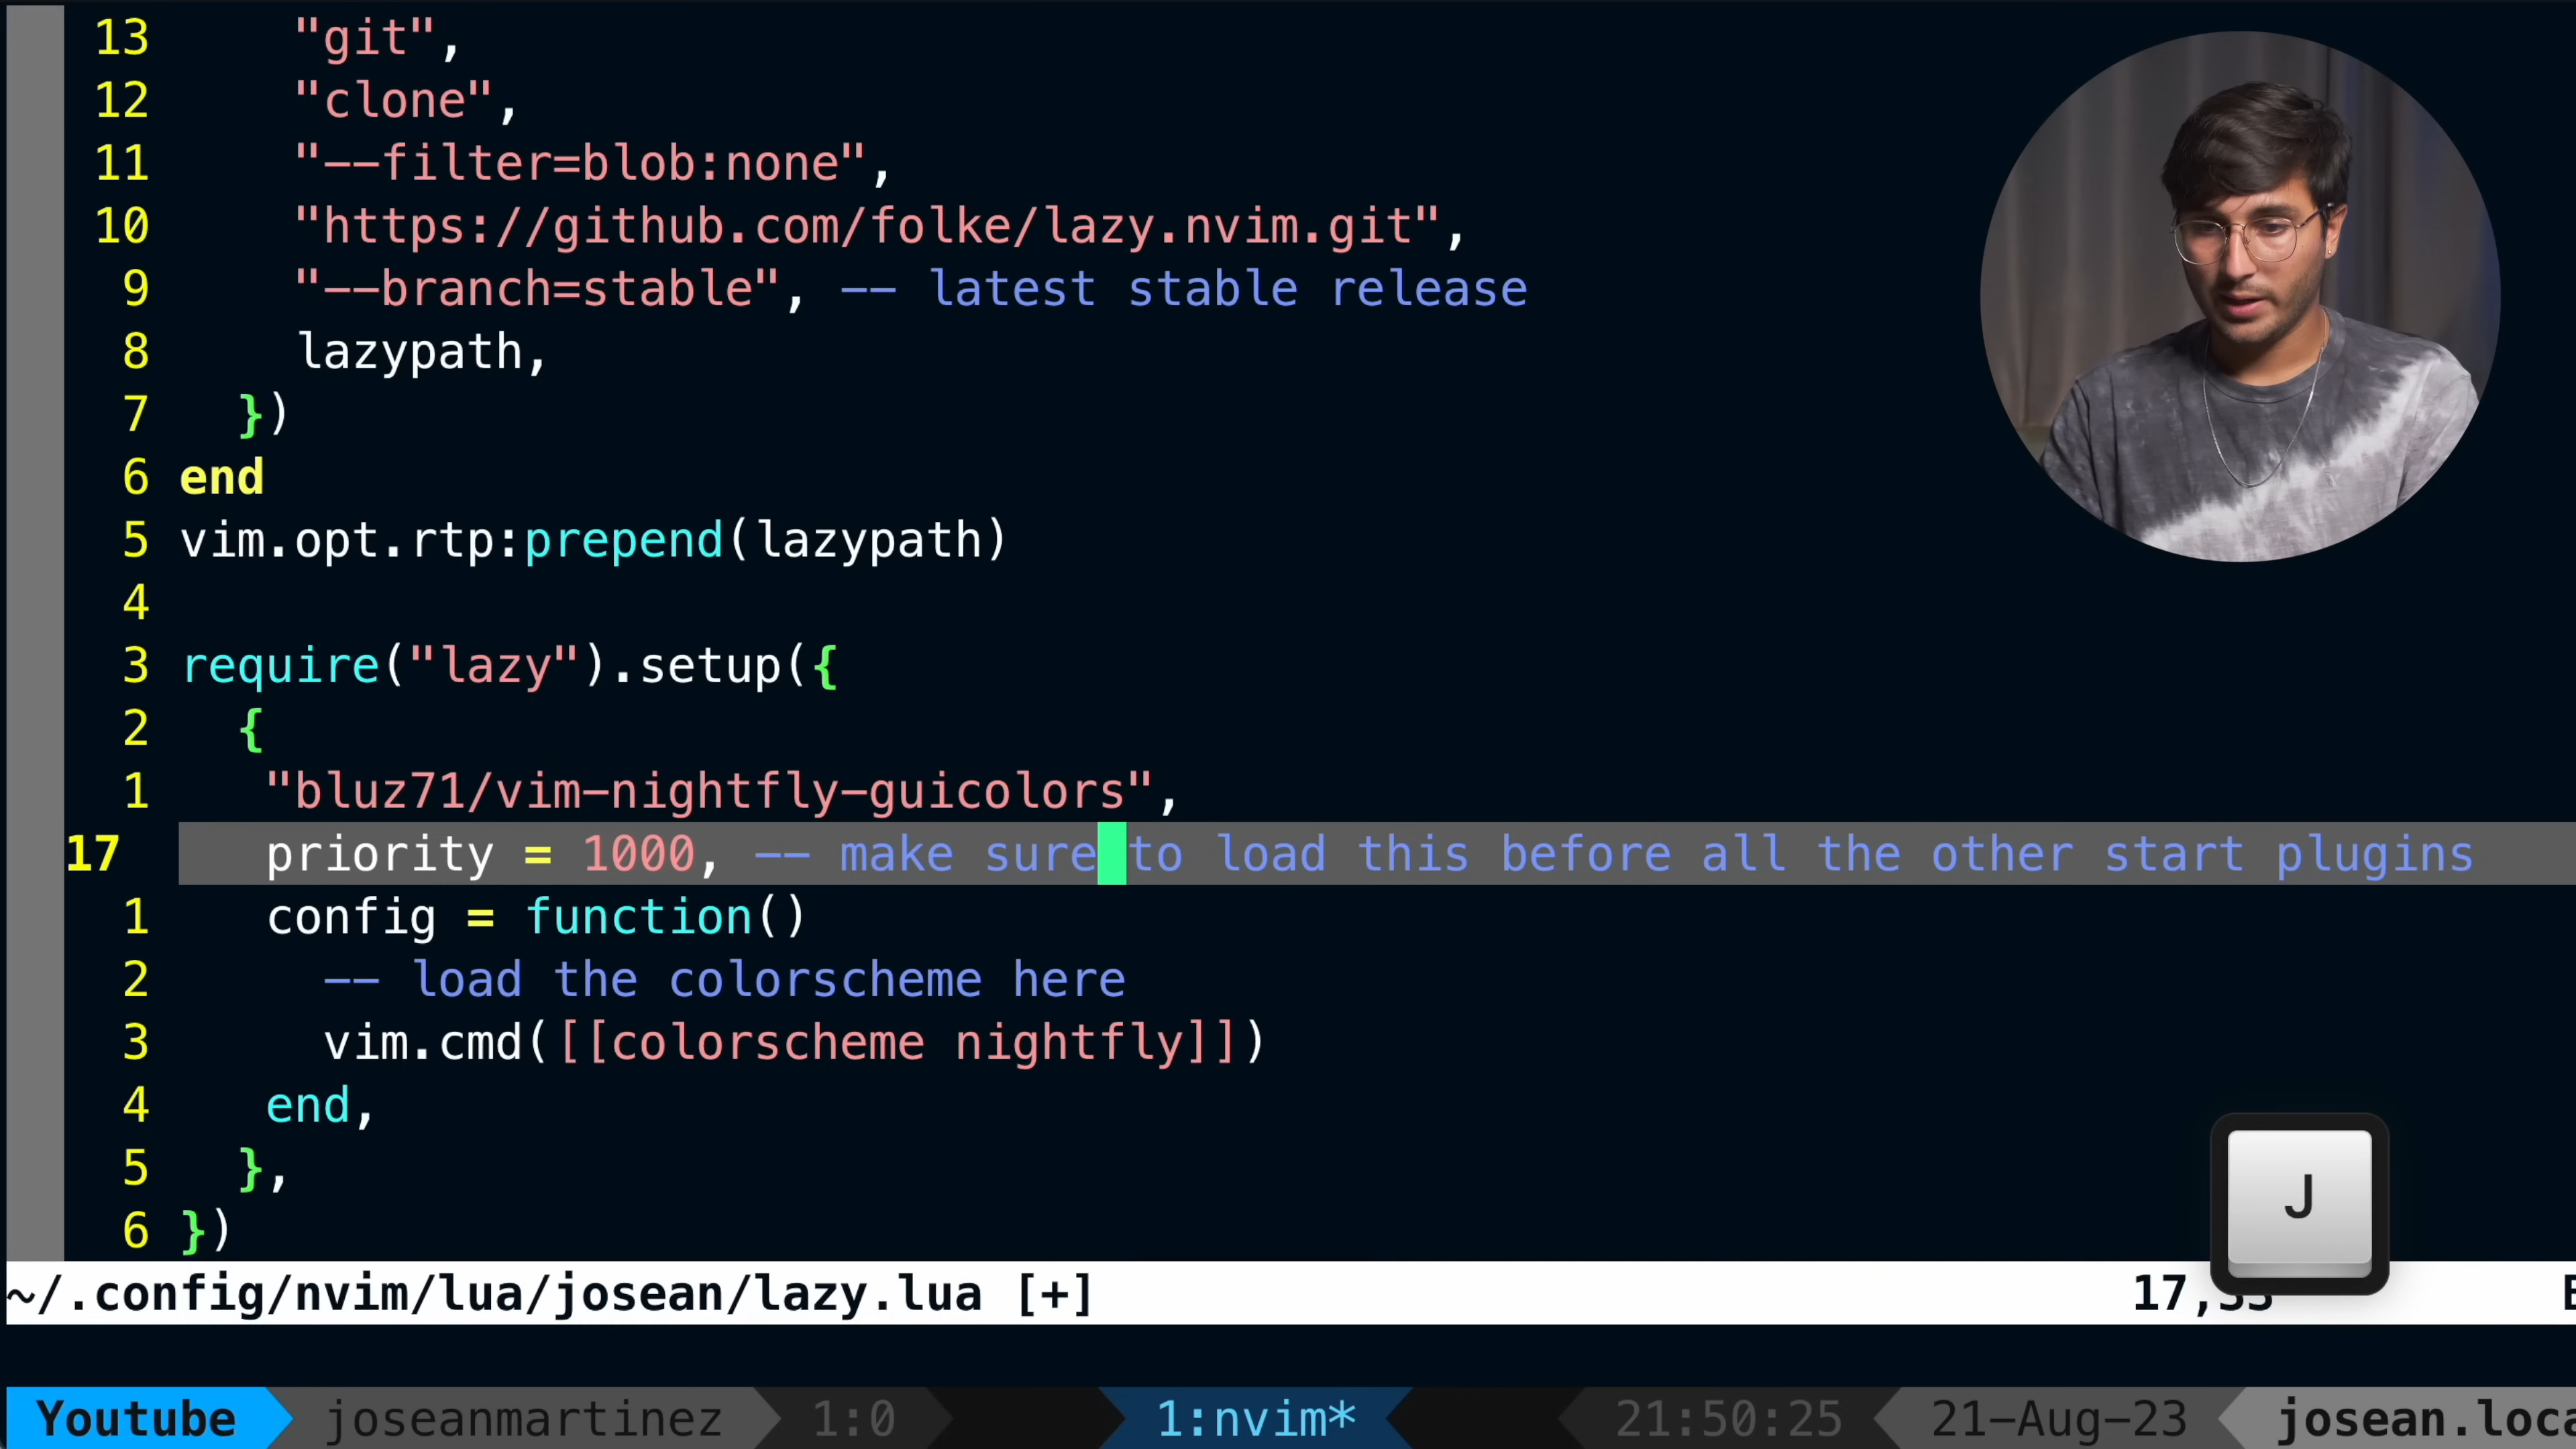 13 "git",
12 "clone",
11 "--filter=blob:none",
10 "https://github.com/folke/lazy.nvim.git",
9 "--branch=stable", -- latest stable release
8 lazypath,
7 })
6 end
5 vim.opt.rtp:prepend(lazypath)
4
3 require("lazy").setup({
2 {
1 "bluz71/vim-nightfly-guicolors",
17 priority = 1000, -- make sure to load this before all the other start plugins
1 config = function()
2 -- load the colorscheme here
3 vim.cmd([[colorscheme nightfly]])
4 end,
5 },
6 })
J
~/.config/nvim/lua/josean/lazy.lua [+] 17,33
Youtube joseanmartinez 1:0 1:nvim* 21:50:25 21-Aug-23 josean.loca